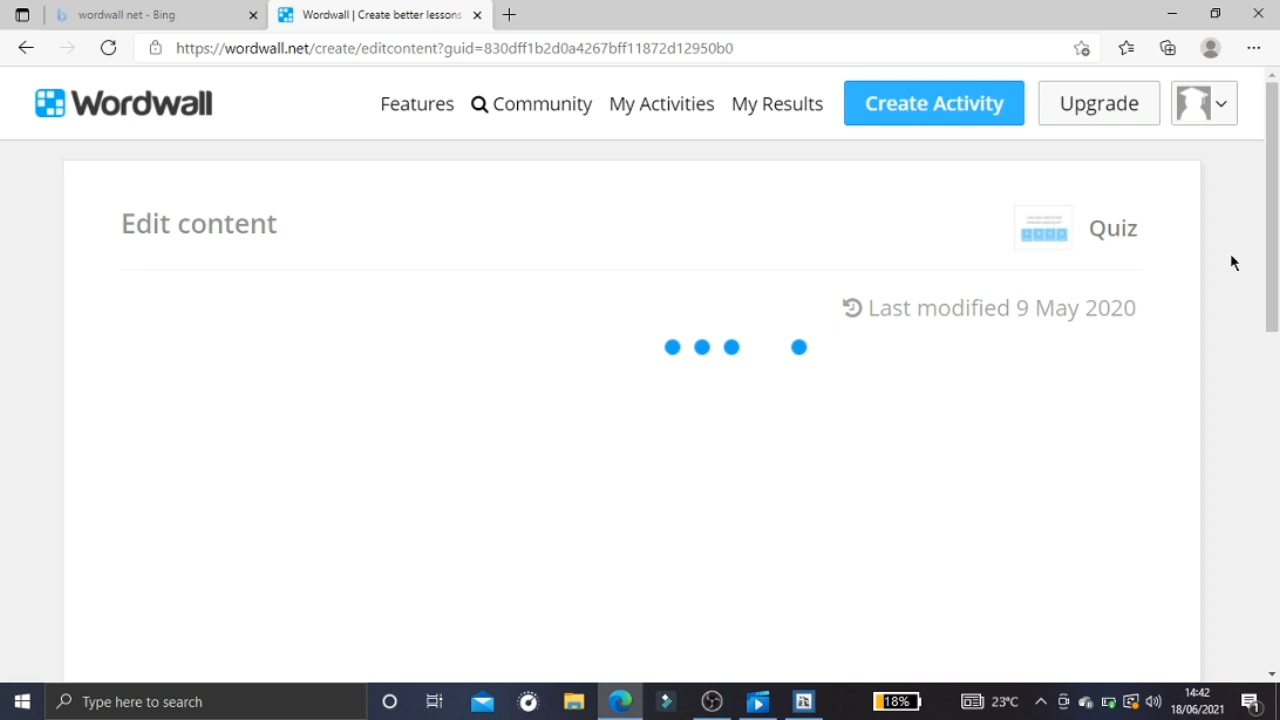 wordwall net - Bing
Wordwall | Create better lessons
https://wordwall.net/create/editcontent?guid=830dff1b2d0a4267bff11872d12950b0
Wordwall
Features
Community
My Activities
My Results
Create Activity
Upgrade
Edit content
Quiz
Last modified 9 May 2020
Type here to search
18%
23°C
14:42
18/06/2021
1